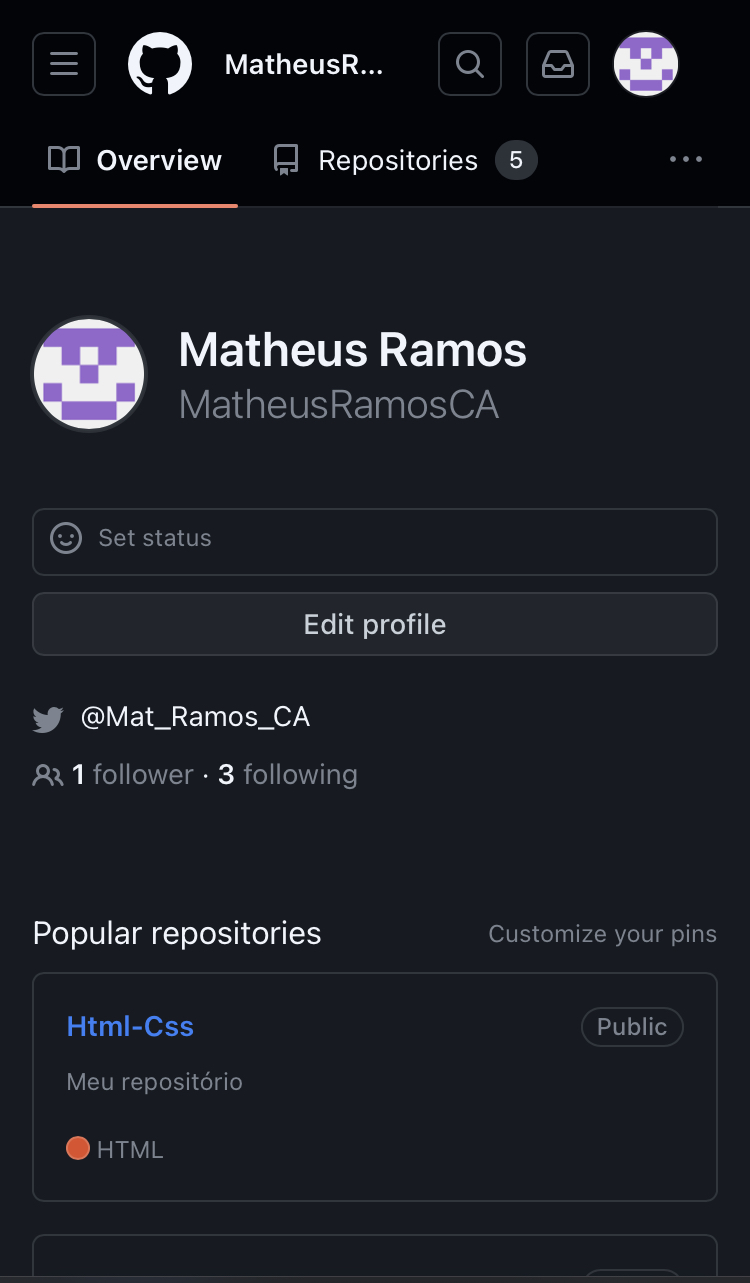 MatheusR...
Overview
Repositories 5
Matheus Ramos
MatheusRamosCA
Set status
Edit profile
@Mat_Ramos_CA
1 follower · 3 following
Popular repositories
Customize your pins
Html-Css
Public
Meu repositório
HTML